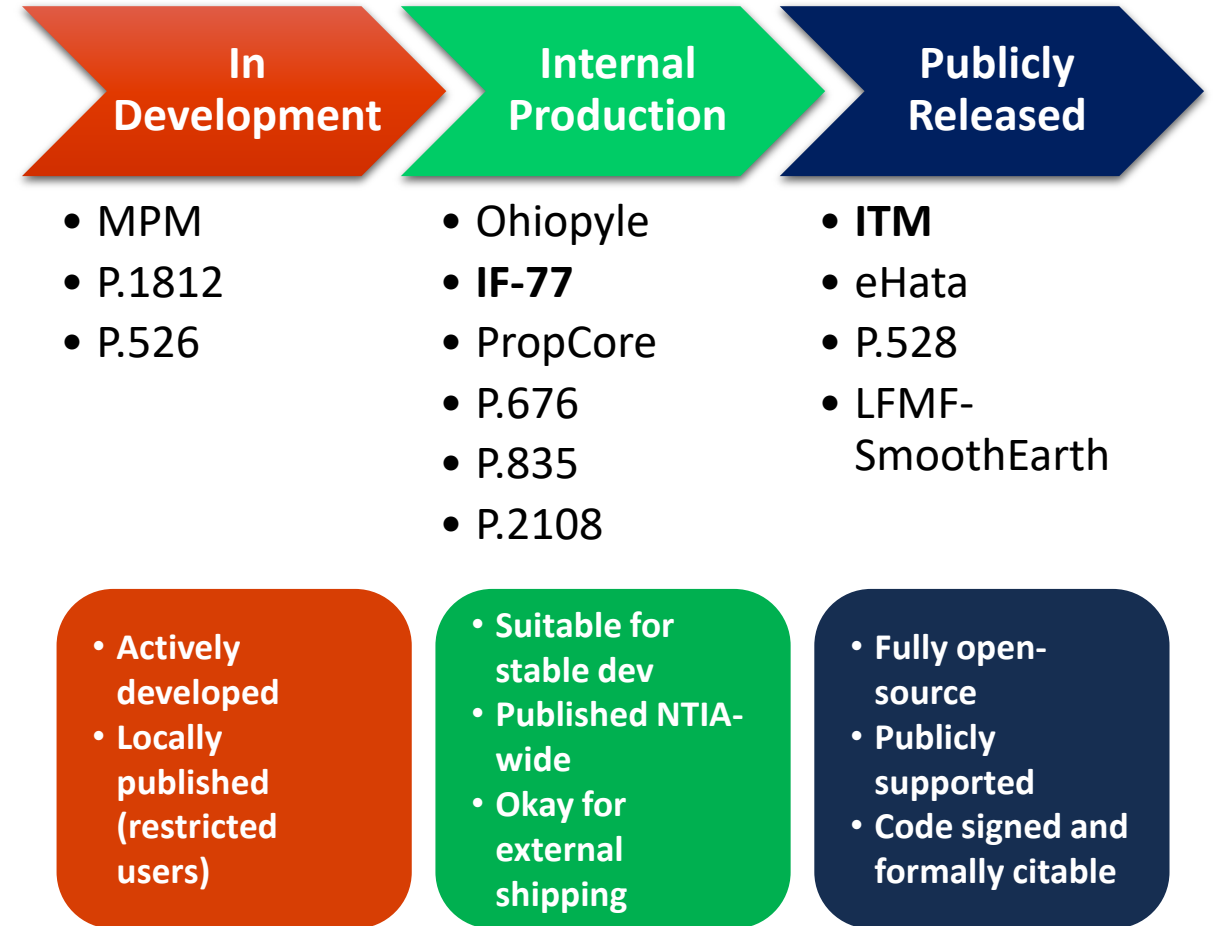 In
Development
Internal
Production
Publicly
Released
• MPM
• P.1812
• P.526
• Ohiopyle
• IF-77
• PropCore
• P.676
• P.835
• P.2108
• ITM
• eHata
• P.528
• LFMF-
SmoothEarth
• Actively
developed
• Locally
published
(restricted
users)
• Suitable for
stable dev
• Published NTIA-
wide
• Okay for
external
shipping
• Fully open-
source
• Publicly
supported
• Code signed and
formally citable